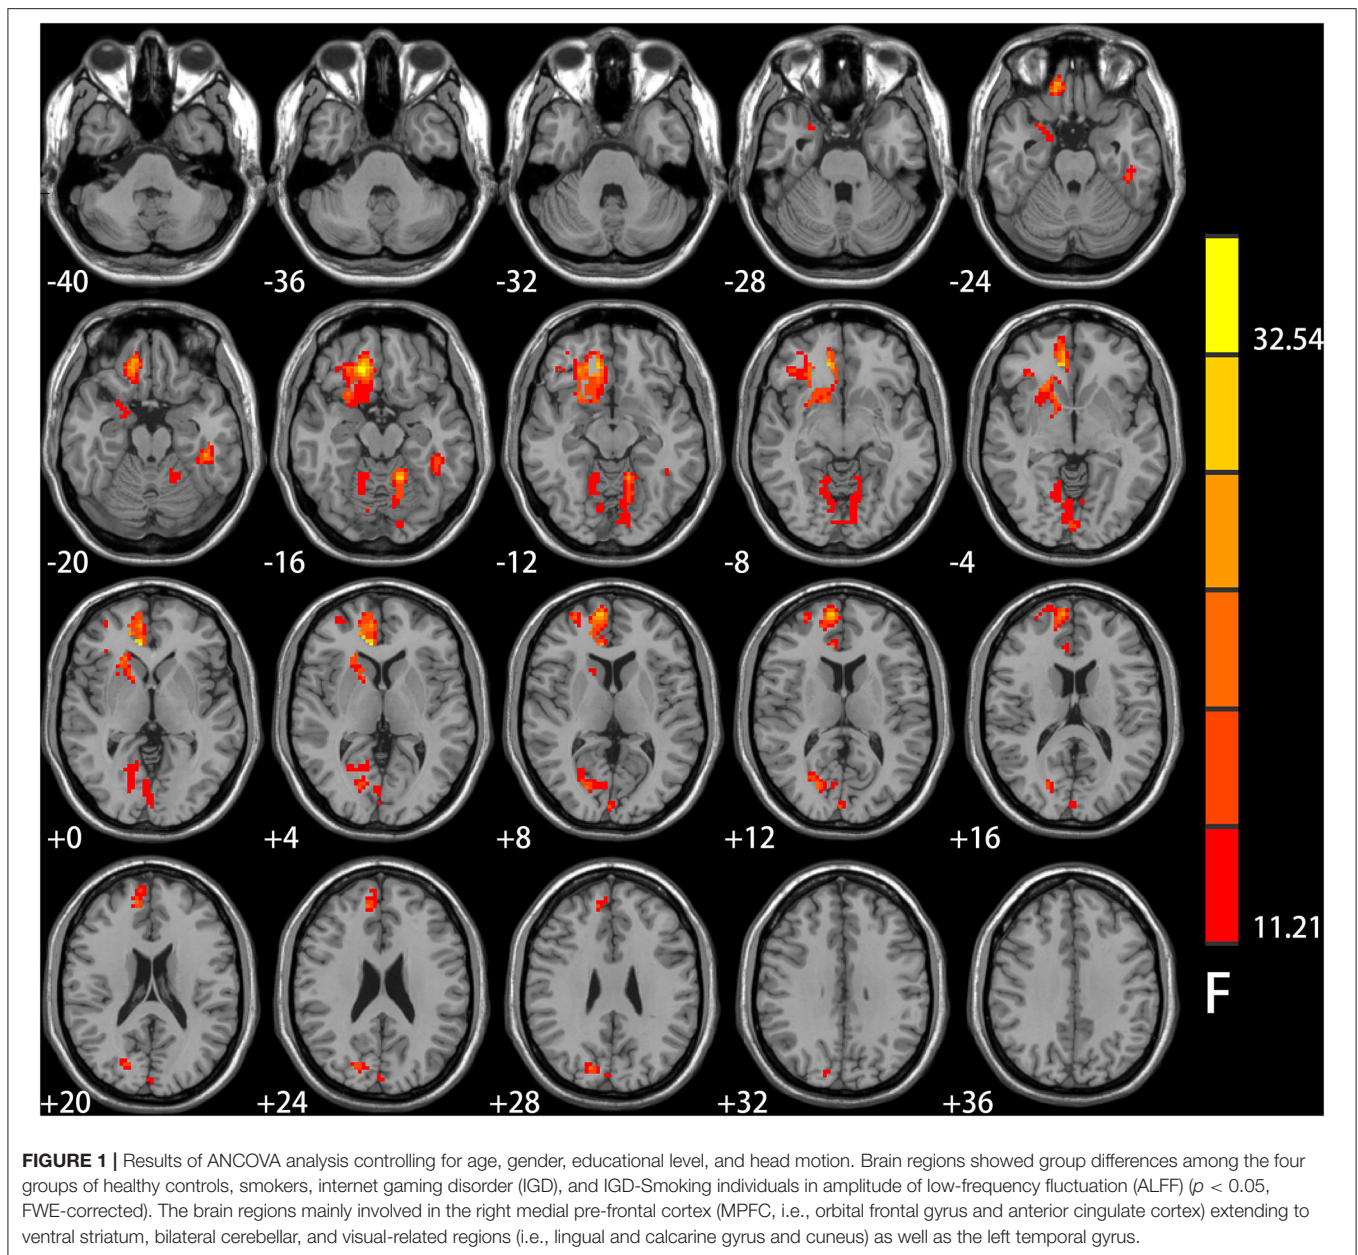 -40 -36 -32 -28 -24
32.54
-20 -16 -12 -8 -4
+0 +4 +8 +12 +16
11.21
F
+20 +24 +28 +32 +36
FIGURE 1 | Results of ANCOVA analysis controlling for age, gender, educational level, and head motion. Brain regions showed group differences among the four
groups of healthy controls, smokers, internet gaming disorder (IGD), and IGD-Smoking individuals in amplitude of low-frequency fluctuation (ALFF) (p < 0.05,
FWE-corrected). The brain regions mainly involved in the right medial pre-frontal cortex (MPFC, i.e., orbital frontal gyrus and anterior cingulate cortex) extending to
ventral striatum, bilateral cerebellar, and visual-related regions (i.e., lingual and calcarine gyrus and cuneus) as well as the left temporal gyrus.